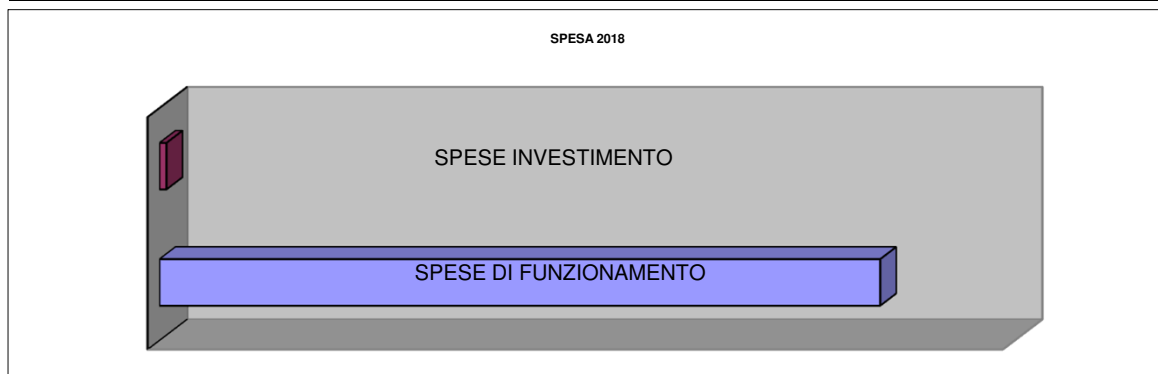 SPESA 2018
SPESE INVESTIMENTO
SPESE DI FUNZIONAMENTO